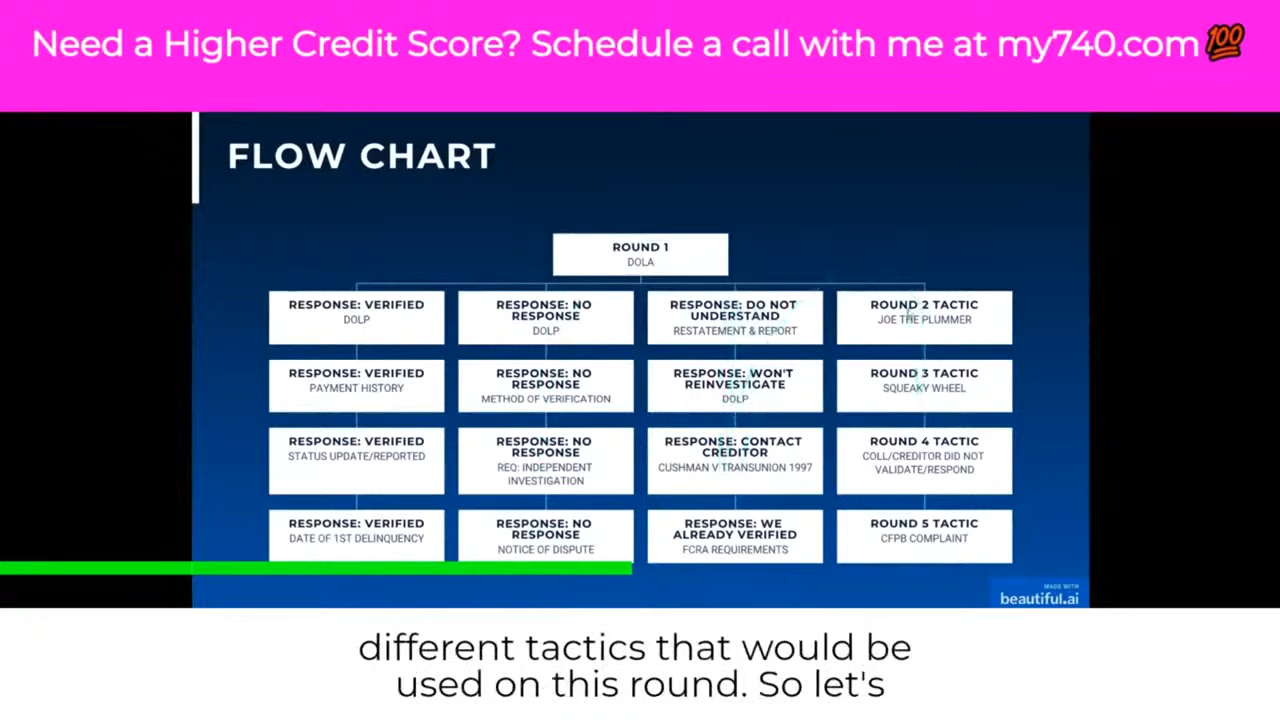 Need a Higher Credit Score? Schedule a call with me at my740.com💯
FLOW CHART
ROUND 1
DOLA
RESPONSE: VERIFIED
DOLP
RESPONSE: NO
RESPONSE
DOLP
RESPONSE: DO NOT
UNDERSTAND
RESTATEMENT & REPORT
ROUND 2 TACTIC
JOE THE PLUMMER
RESPONSE: VERIFIED
PAYMENT HISTORY
RESPONSE: NO
RESPONSE
METHOD OF VERIFICATION
RESPONSE: WON'T
REINVESTIGATE
DOLP
ROUND 3 TACTIC
SQUEAKY WHEEL
RESPONSE: VERIFIED
STATUS UPDATE/REPORTED
RESPONSE: NO
RESPONSE
REQ: INDEPENDENT
INVESTIGATION
RESPONSE: CONTACT
CREDITOR
CUSHMAN V TRANSUNION 1997
ROUND 4 TACTIC
COLL/CREDITOR DID NOT
VALIDATE/RESPOND
RESPONSE: VERIFIED
DATE OF 1ST DELINQUENCY
RESPONSE: NO
RESPONSE
NOTICE OF DISPUTE
RESPONSE: WE
ALREADY VERIFIED
FCRA REQUIREMENTS
ROUND 5 TACTIC
CFPB COMPLAINT
MADE WITH
beautiful.ai
different tactics that would be
used on this round. So let's